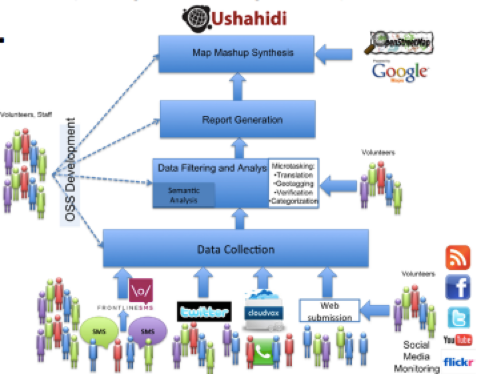 Ushahidi
Map Mashup Synthesis
OpenStreetMap
Google
Maps
Volunteers, Staff
OSS Development
Report Generation
Data Filtering and Analys
Semantic
Analysis
Microtasking:
•Translation
•Geotagging
•Verification
•Categorization
Volunteers
Data Collection
\o/
FRONTLINESMS
SMS
SMS
twitter
cloudvox
Web
submission
Volunteers
Social
Media
Monitoring
f
t
You Tube
flickr